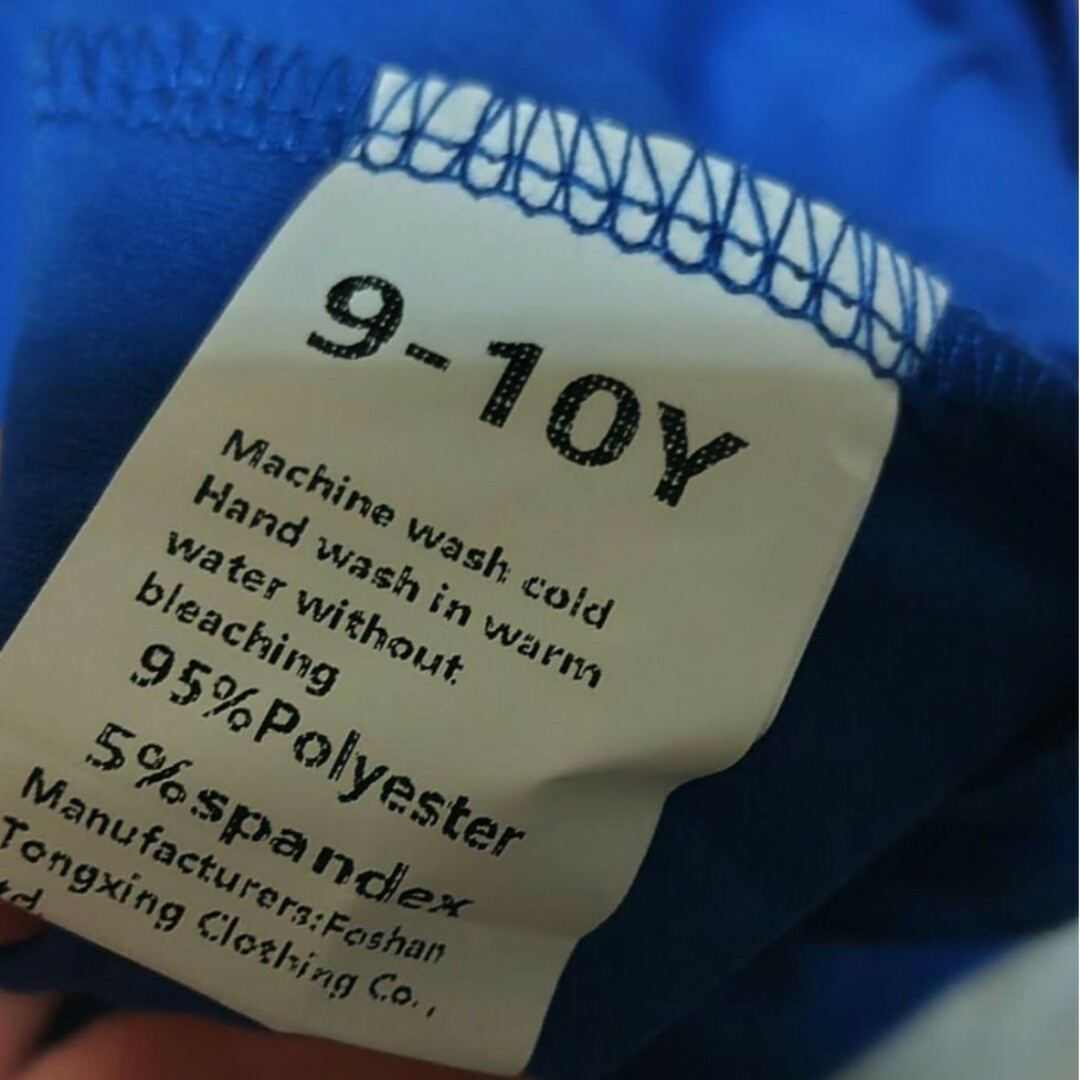 9-10Y
Machine wash cold
Hand wash in warm
water without
bleaching
95%Polyester
5%spandex
Manufacturers:Foshan
Tongxing Clothing Co.,
td.